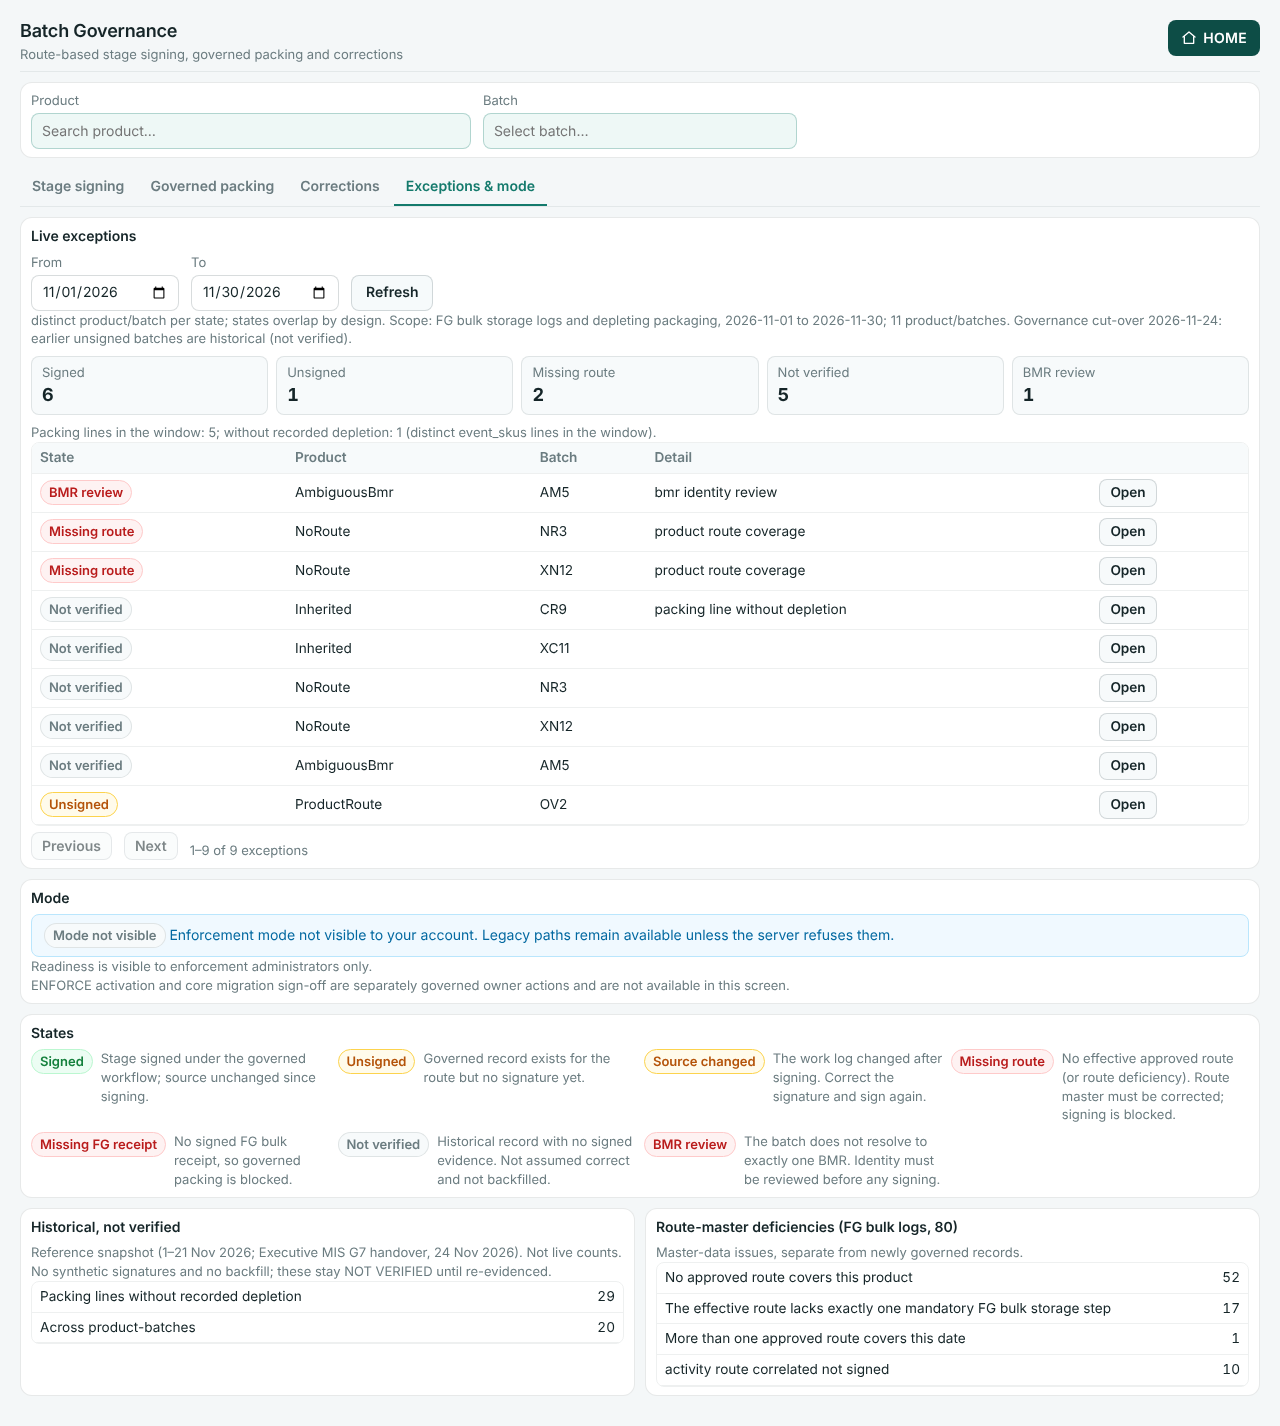 Batch Governance
Route-based stage signing, governed packing and corrections
HOME
Product
Batch
Search product...
Select batch...
Stage signing
Governed packing
Corrections
Exceptions & mode
Live exceptions
From
To
11/01/2026
11/30/2026
Refresh
distinct product/batch per state; states overlap by design. Scope: FG bulk storage logs and depleting packaging, 2026-11-01 to 2026-11-30; 11 product/batches. Governance cut-over 2026-11-24:
earlier unsigned batches are historical (not verified).
Signed
6
Unsigned
1
Missing route
2
Not verified
5
BMR review
1
Packing lines in the window: 5; without recorded depletion: 1 (distinct event_skus lines in the window).
State Product Batch Detail
BMR review AmbiguousBmr AM5 bmr identity review Open
Missing route NoRoute NR3 product route coverage Open
Missing route NoRoute XN12 product route coverage Open
Not verified Inherited CR9 packing line without depletion Open
Not verified Inherited XC11 Open
Not verified NoRoute NR3 Open
Not verified NoRoute XN12 Open
Not verified AmbiguousBmr AM5 Open
Unsigned ProductRoute OV2 Open
Previous Next 1–9 of 9 exceptions
Mode
Mode not visible Enforcement mode not visible to your account. Legacy paths remain available unless the server refuses them.
Readiness is visible to enforcement administrators only.
ENFORCE activation and core migration sign-off are separately governed owner actions and are not available in this screen.
States
Signed
Stage signed under the governed
workflow; source unchanged since
signing.
Unsigned
Governed record exists for the
route but no signature yet.
Source changed
The work log changed after
signing. Correct the
signature and sign again.
Missing route
No effective approved route
(or route deficiency). Route
master must be corrected;
signing is blocked.
Missing FG receipt
No signed FG bulk
receipt, so governed
packing is blocked.
Not verified
Historical record with no signed
evidence. Not assumed correct
and not backfilled.
BMR review
The batch does not resolve to
exactly one BMR. Identity must
be reviewed before any signing.
Historical, not verified
Reference snapshot (1–21 Nov 2026; Executive MIS G7 handover, 24 Nov 2026). Not live counts.
No synthetic signatures and no backfill; these stay NOT VERIFIED until re-evidenced.
Packing lines without recorded depletion 29
Across product-batches 20
Route-master deficiencies (FG bulk logs, 80)
Master-data issues, separate from newly governed records.
No approved route covers this product 52
The effective route lacks exactly one mandatory FG bulk storage step 17
More than one approved route covers this date 1
activity route correlated not signed 10